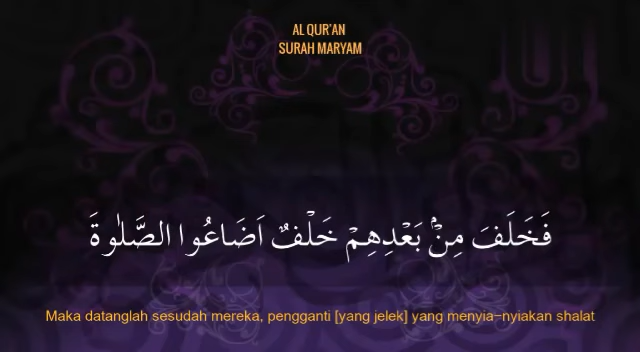 AL QUR'AN
SURAH MARYAM
فَخَلَفَ مِنْۢ بَعْدِهِمْ خَلْفٌ اَضَاعُوا الصَّلٰوةَ
Maka datanglah sesudah mereka, pengganti [yang jelek] yang menyia-nyiakan shalat